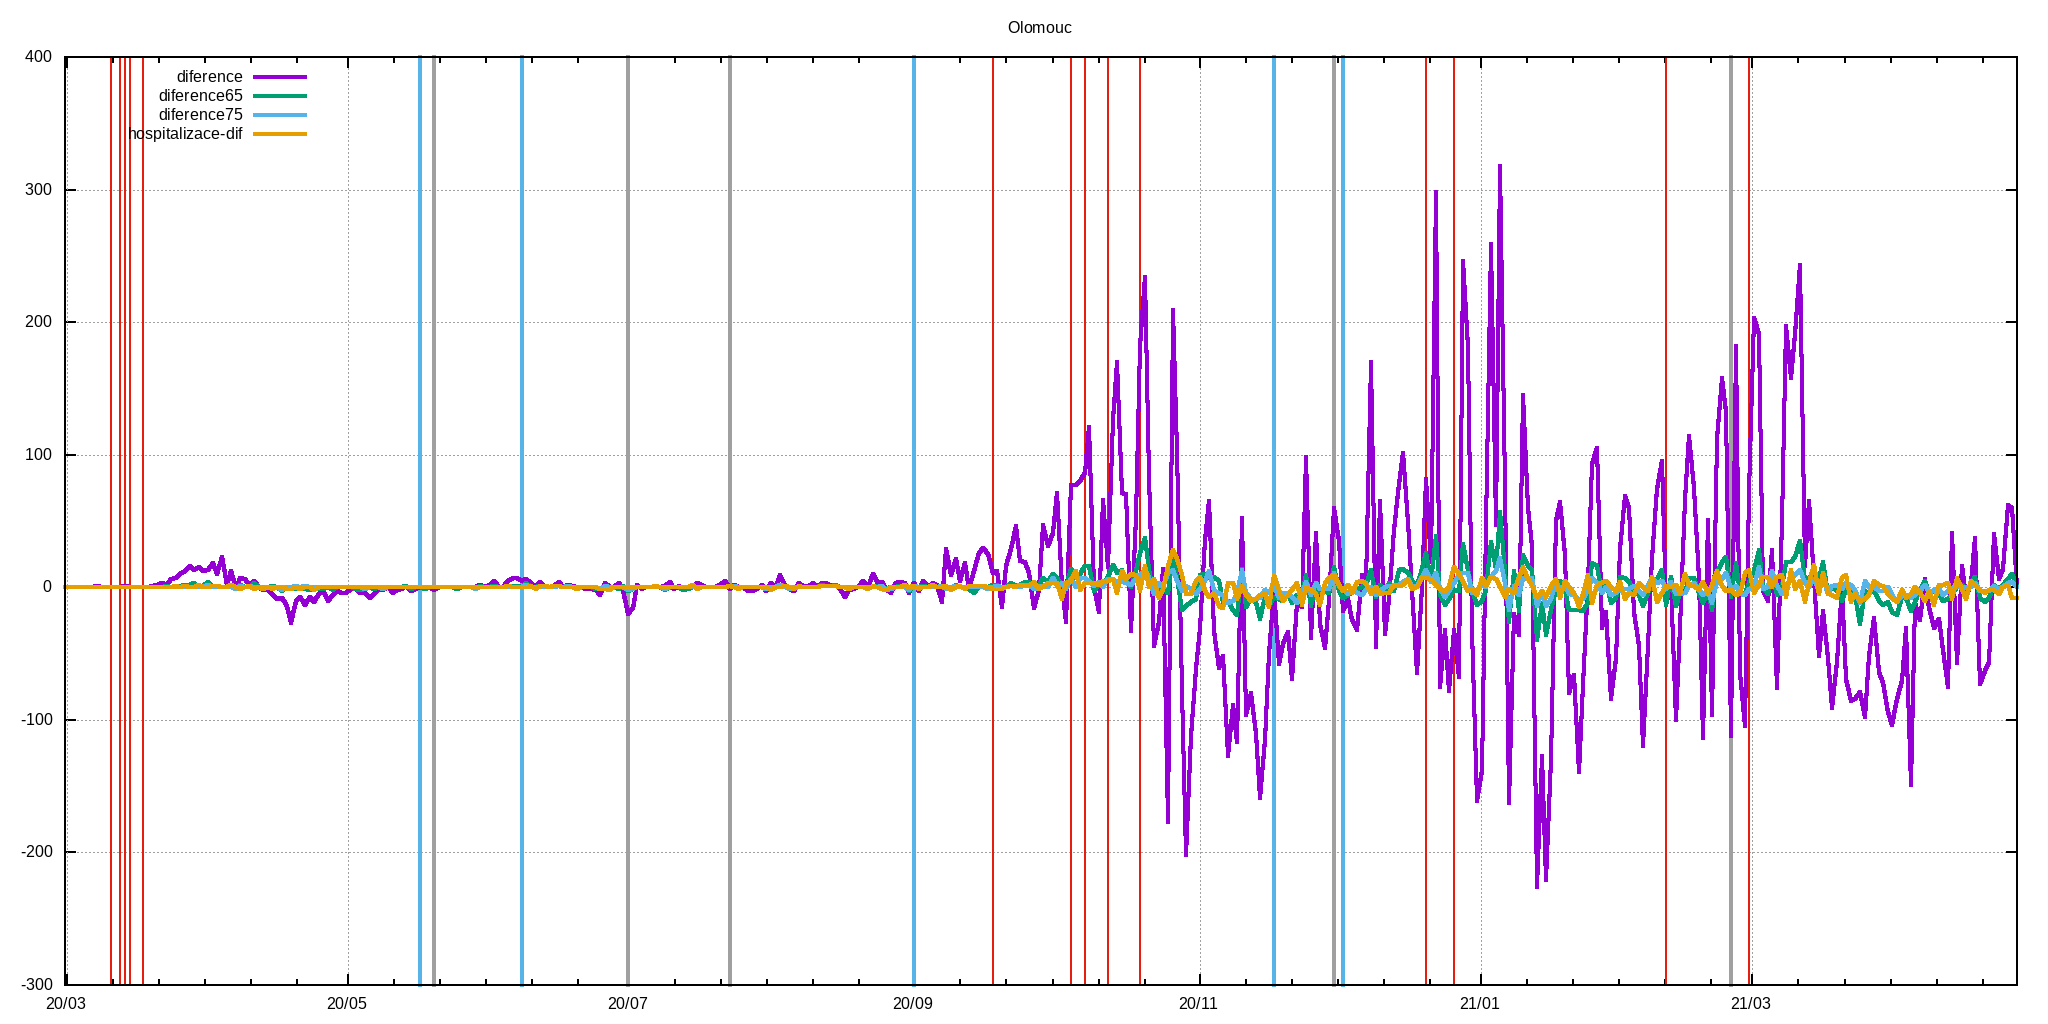 Olomouc
400
diference
diference65
diference75
hospitalizace-dif
300
200
100
0
-100
-200
-300
20/03 20/05 20/07 20/09 20/11 21/01 21/03